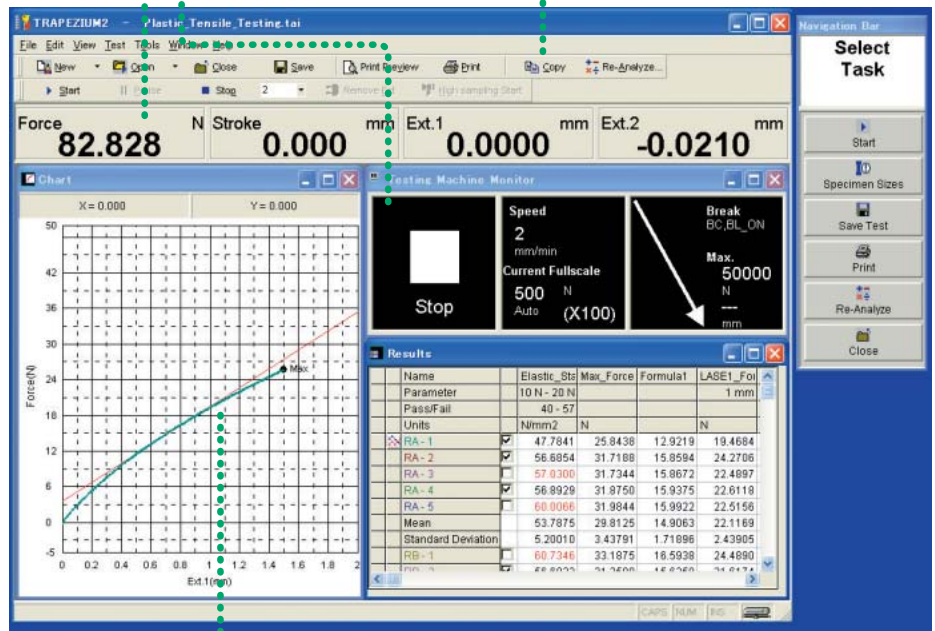 TRAPEZIUM2 - Plastic_Tensile_Testing.tai
File Edit View Test Tools Window Help
New Open Close Save Print Preview Print Copy Re-Analyze...
Start Pause Stop 2 Remove Ext High sampling Start
Force N Stroke mm Ext.1 mm Ext.2 mm
82.828 0.000 0.0000 -0.0210
Chart
X = 0.000 Y = 0.000
50
42
36
30
24
18
12
6
0
-5
Force(N)
Max
0 0.2 0.4 0.6 0.8 1 1.2 1.4 1.6 1.8 2
Ext.1(mm)
Testing Machine Monitor
Stop
Speed
2
mm/min
Current Fullscale
500 N
Auto (X100)
Break
BC,BL_ON
Max.
50000
N
---
mm
Results
Name Elastic_Sta Max_Force Formula1 LASE1_For
Parameter 10 N - 20 N 1 mm
Pass/Fail 40 - 57
Units N/mm2 N N
RA - 1 47.7841 25.8438 12.9219 19.4684
RA - 2 56.6854 31.7188 15.8594 24.2706
RA - 3 57.0300 31.7344 15.8672 22.4897
RA - 4 56.8929 31.8750 15.9375 22.6118
RA - 5 60.0066 31.9844 15.9922 22.5156
Mean 53.7875 29.8125 14.9063 22.1169
Standard Deviation 5.20010 3.43791 1.71896 2.43905
RB - 1 60.7346 33.1875 16.5938 24.4890
CAPS NUM INS
Navigation Bar
Select
Task
Start
Specimen Sizes
Save Test
Print
Re-Analyze
Close